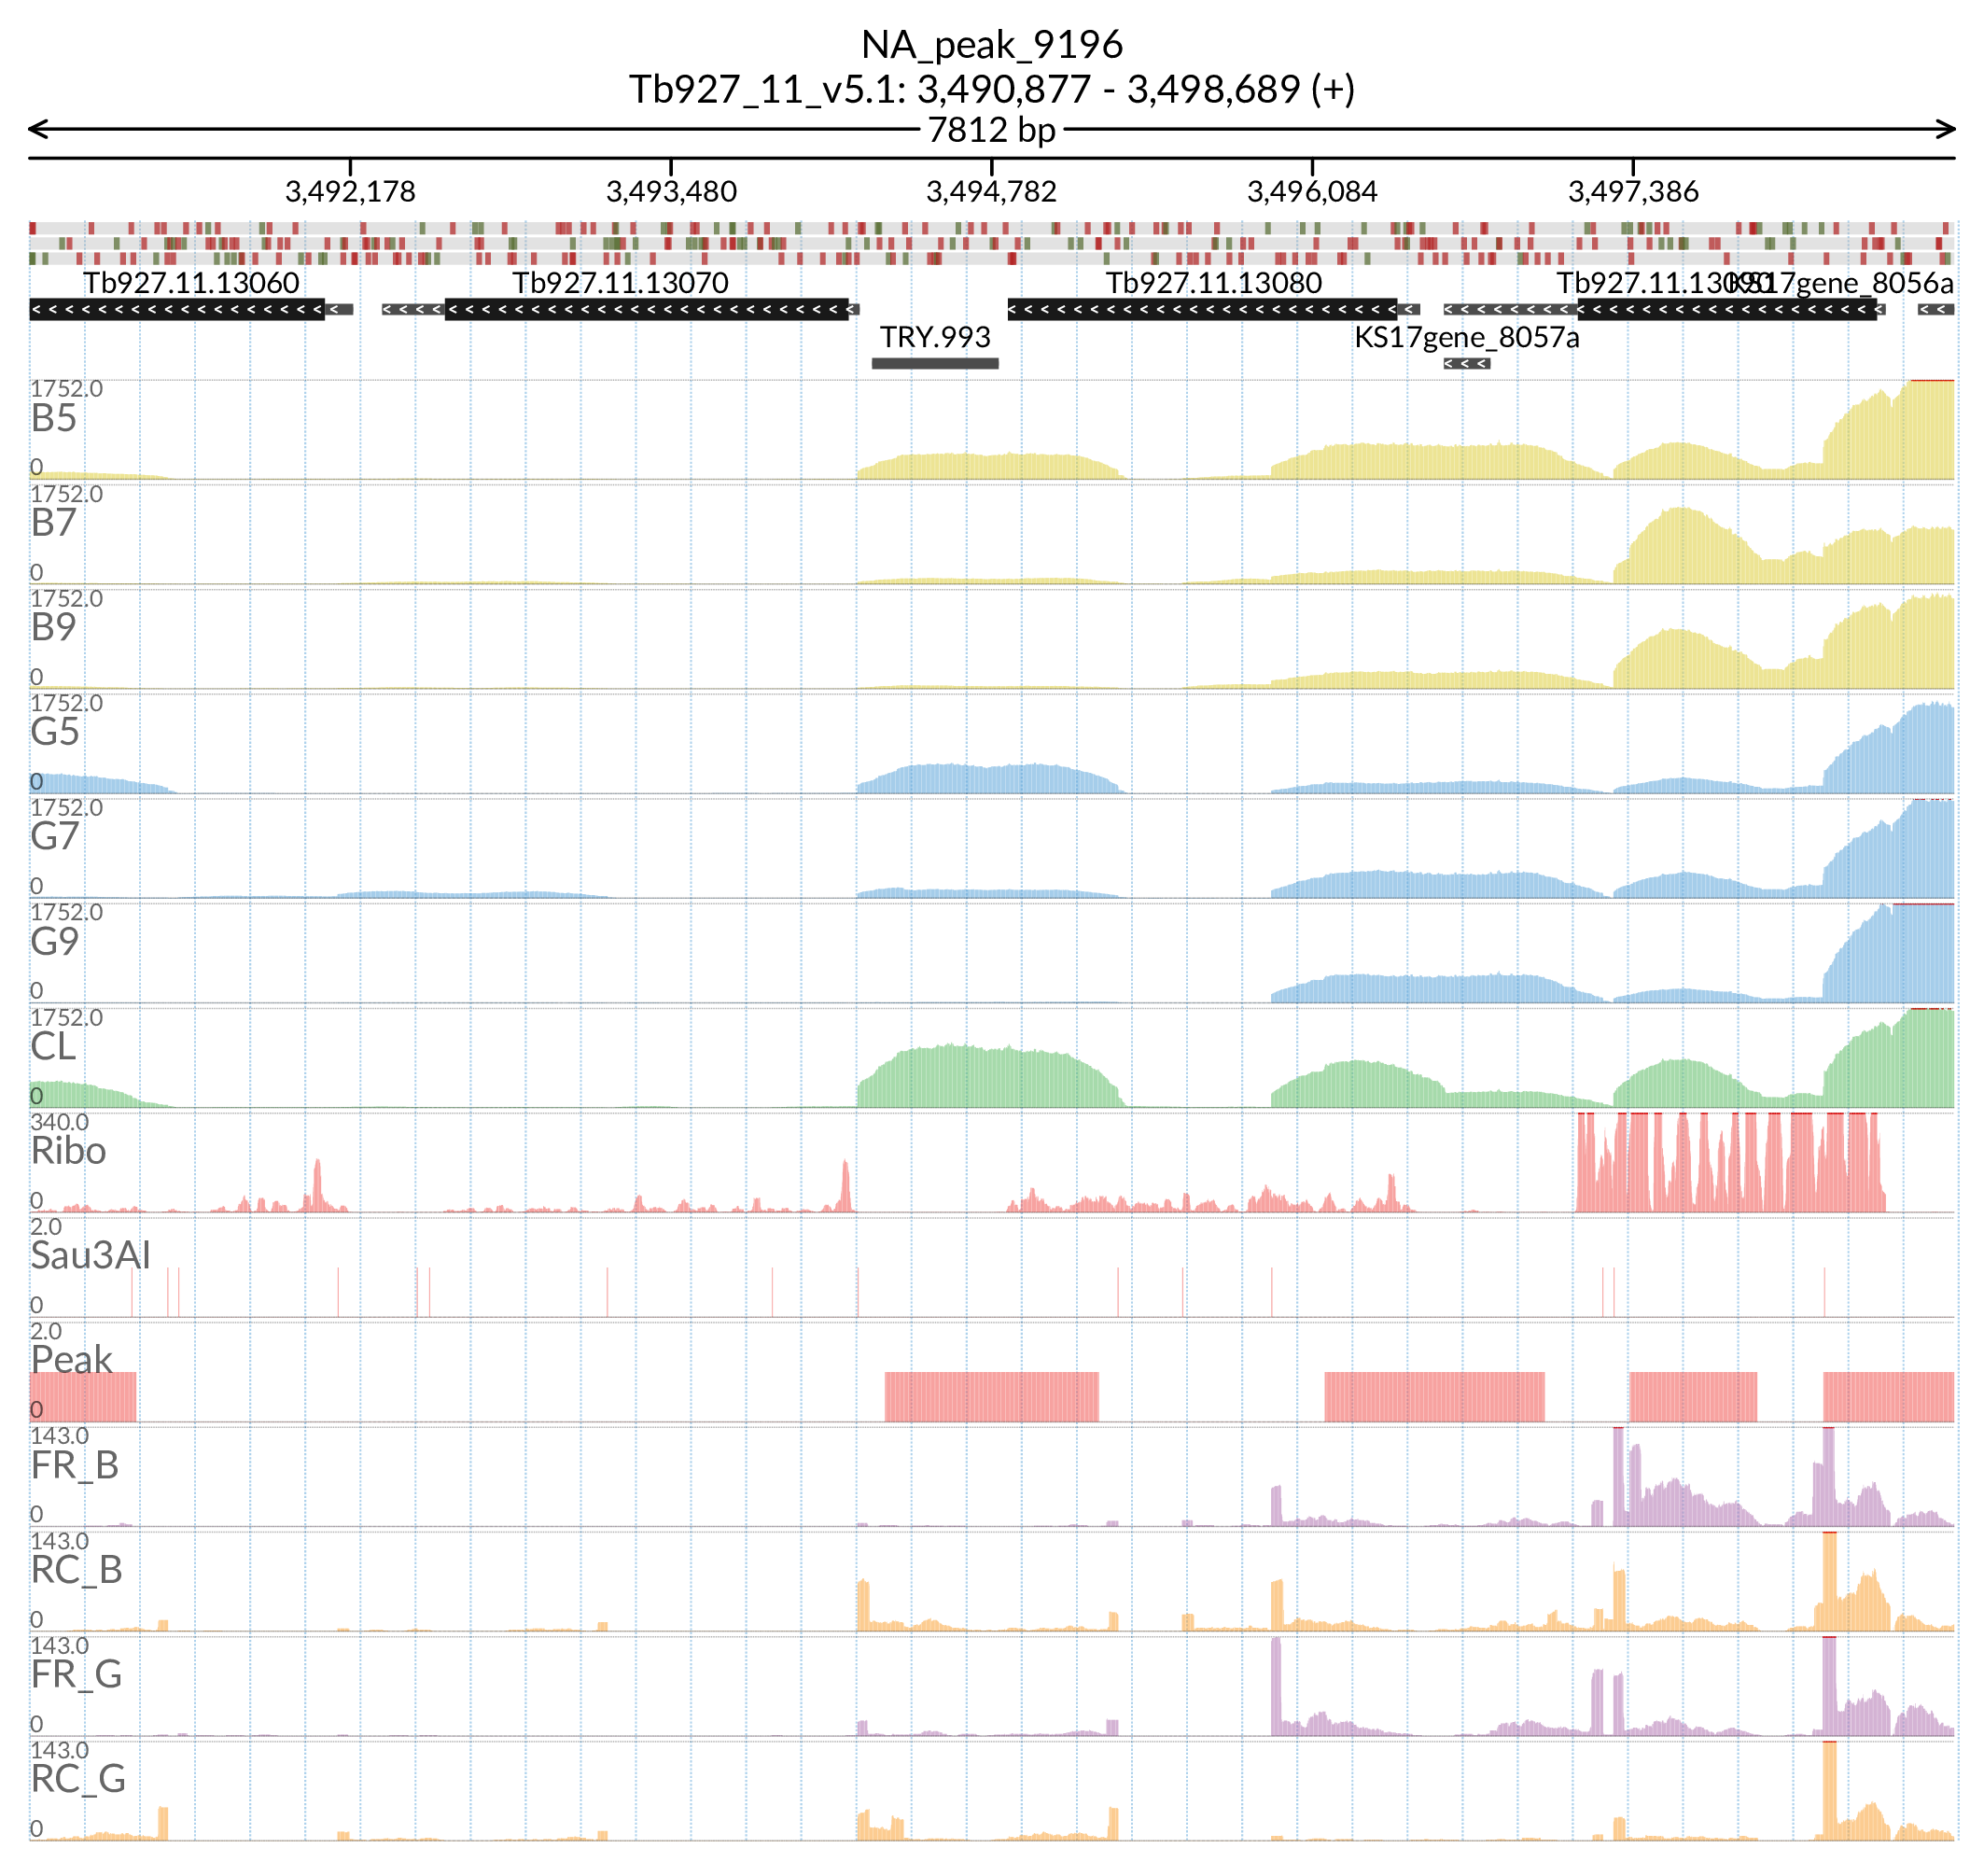 NA_peak_9196
Tb927_11_v5.1: 3,490,877 - 3,498,689 (+)
7812 bp
3,492,178 3,493,480 3,494,782 3,496,084 3,497,386
Tb927.11.13060 Tb927.11.13070 Tb927.11.13080 Tb927.11.13090 KS17gene_8056a
TRY.993 KS17gene_8057a
1752.0
B5
0
1752.0
B7
0
1752.0
B9
0
1752.0
G5
0
1752.0
G7
0
1752.0
G9
0
1752.0
CL
0
340.0
Ribo
0
2.0
Sau3AI
0
2.0
Peak
0
143.0
FR_B
0
143.0
RC_B
0
143.0
FR_G
0
143.0
RC_G
0